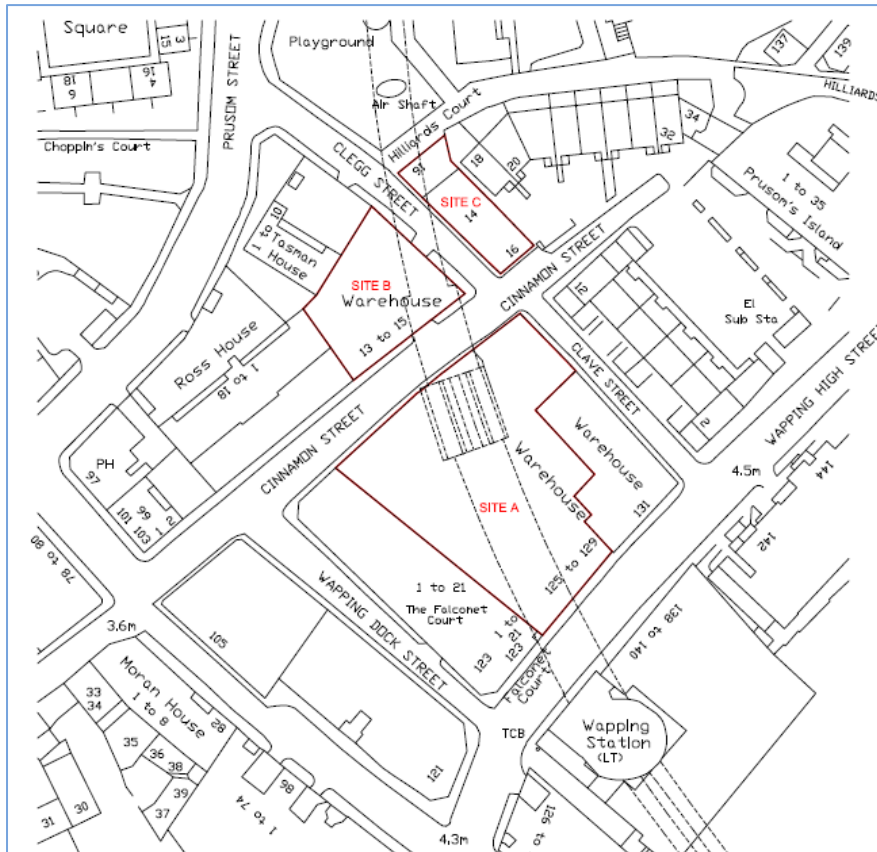 Square
3
15
16
4
18
6
PRUSOM STREET
Playground
Air Shaft
137
139
HILLIARDS
Hilliards Court
34
32
Choppin's Court
CLEGG STREET
18
20
SITE C
14
16
1 to 35
Prusom's Island
10
to
1
Tasman
House
CINNAMON STREET
SITE B
Warehouse
13 to 15
12
El
Sub Sta
Ross House
1 to 18
CLAVE STREET
2
WAPPING HIGH STREET
CINNAMON STREET
Warehouse
Warehouse
PH
97
99
101
103
1
2
SITE A
131
4.5m
144
142
125 to 129
78 to
80
WAPPING DOCK STREET
1 to 21
The Falconet
Court
1 to
21
123
123
Falconet
Court
138 to 140
3.6m
105
Moran House
1 to 8
82
33
34
35
36
38
39
37
30
31
TCB
Wapping
Station
(LT)
121
86
1 to 74
4.3m
126 to